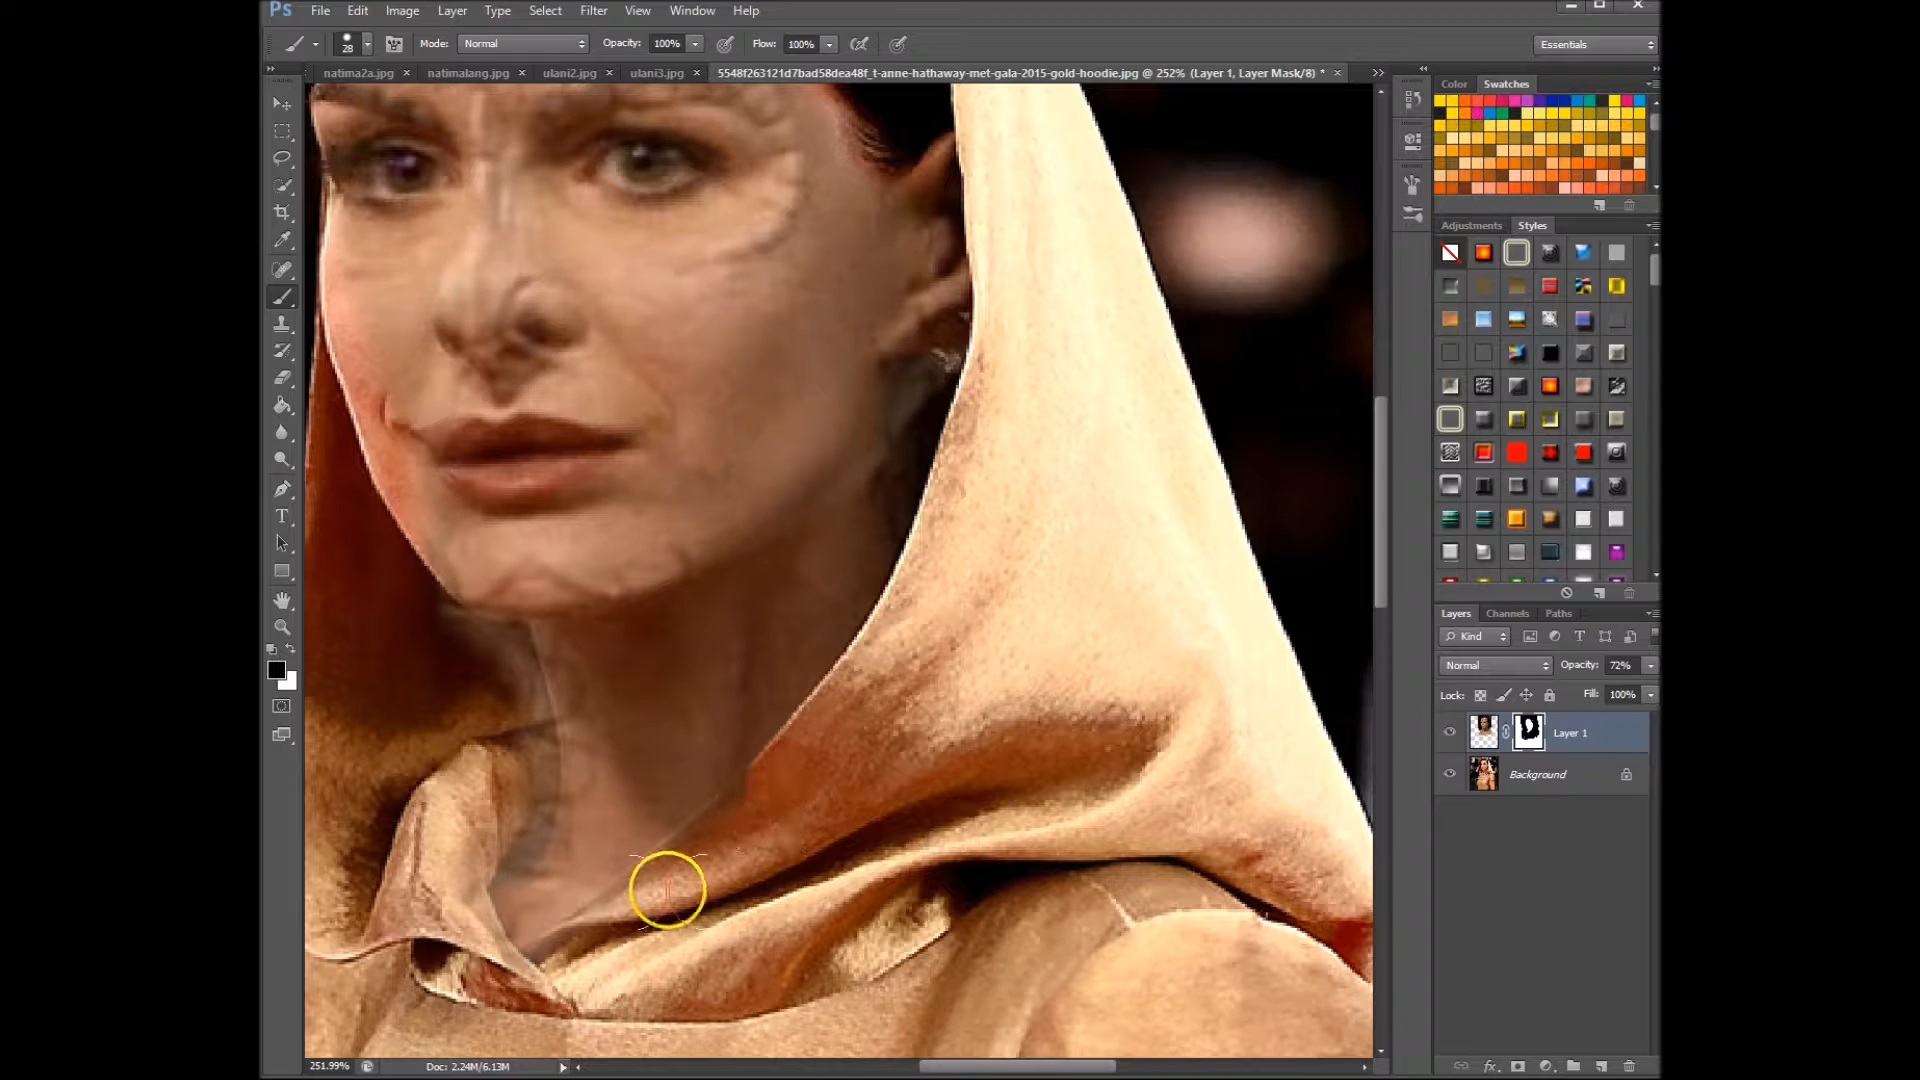 Ps File Edit Image Layer Type Select Filter View Window Help
28 Mode: Normal Opacity: 100% Flow: 100% Essentials
natima2a.jpg × natimalang.jpg × ulani2.jpg × ulani3.jpg × 5548f263121d7bad58dea48f_t-anne-hathaway-met-gala-2015-gold-hoodie.jpg @ 252% (Layer 1, Layer Mask/8) * ×
Color Swatches
Adjustments Styles
Layers Channels Paths
Kind
Normal Opacity: 72%
Lock: Fill: 100%
Layer 1
Background
251.99% Doc: 2.24M/6.13M